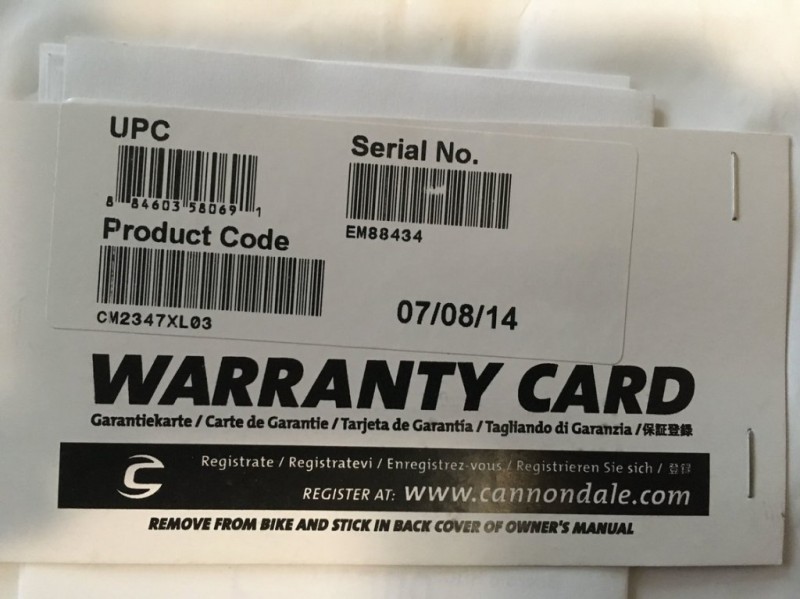 UPC
8 84603 58069 1
Serial No.
EM88434
Product Code
CM2347XL03
07/08/14
WARRANTY CARD
Garantiekarte / Carte de Garantie / Tarjeta de Garantía / Tagliando di Garanzia / 保証登録
Registrate / Registratevi / Enregistrez-vous / Registrieren Sie sich / 登録
REGISTER AT: www.cannondale.com
REMOVE FROM BIKE AND STICK IN BACK COVER OF OWNER'S MANUAL